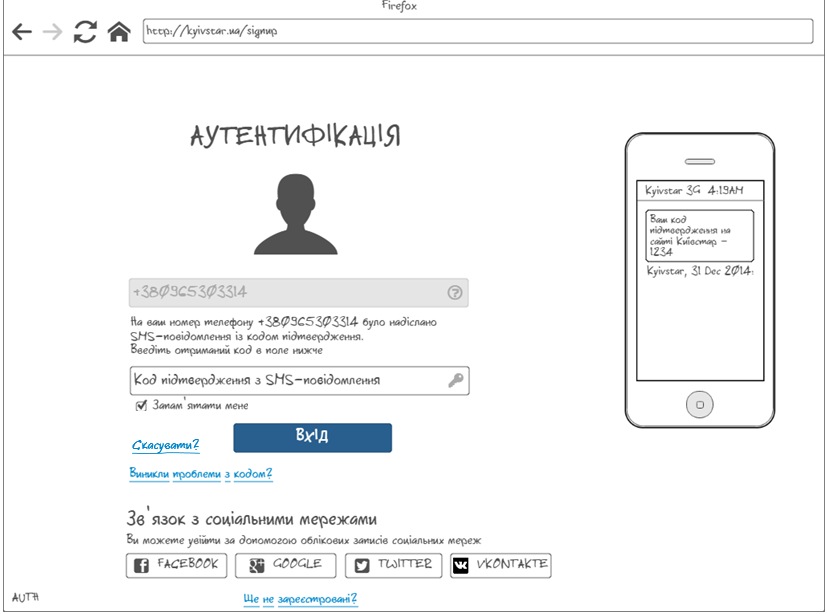 Firefox
http://kyivstar.ua/signup
АУТЕНТИФІКАЦІЯ
+380965303314
На ваш номер телефону +380965303314 було надіслано
SMS-повідомлення із кодом підтвердження.
Введіть отриманий код в поле нижче
Код підтвердження з SMS-повідомлення
Запам'ятати мене
Скасувати?
ВХІД
Виникли проблеми з кодом?
Зв'язок з соціальними мережами
Ви можете увійти за допомогою облікових записів соціальних мереж
FACEBOOK
GOOGLE
TWITTER
VKONTAKTE
Ще не зареєстровані?
AUTH
Kyivstar 3G 4:19AM
Ваш код
підтвердження на
сайті Київстар -
1234
Kyivstar, 31 Dec 2014: